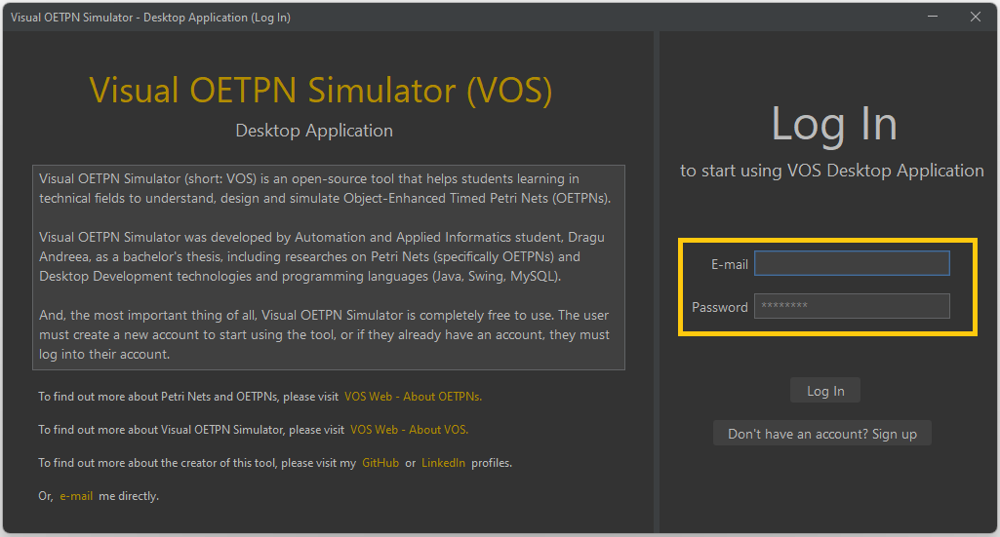 Visual OETPN Simulator - Desktop Application (Log In)
Visual OETPN Simulator (VOS)
Desktop Application
Visual OETPN Simulator (short: VOS) is an open-source tool that helps students learning in
technical fields to understand, design and simulate Object-Enhanced Timed Petri Nets (OETPNs).
Visual OETPN Simulator was developed by Automation and Applied Informatics student, Dragu
Andreea, as a bachelor's thesis, including researches on Petri Nets (specifically OETPNs) and
Desktop Development technologies and programming languages (Java, Swing, MySQL).
And, the most important thing of all, Visual OETPN Simulator is completely free to use. The user
must create a new account to start using the tool, or if they already have an account, they must
log into their account.
To find out more about Petri Nets and OETPNs, please visit VOS Web - About OETPNs.
To find out more about Visual OETPN Simulator, please visit VOS Web - About VOS.
To find out more about the creator of this tool, please visit my GitHub or LinkedIn profiles.
Or, e-mail me directly.
Log In
to start using VOS Desktop Application
E-mail
Password ********
Log In
Don't have an account? Sign up